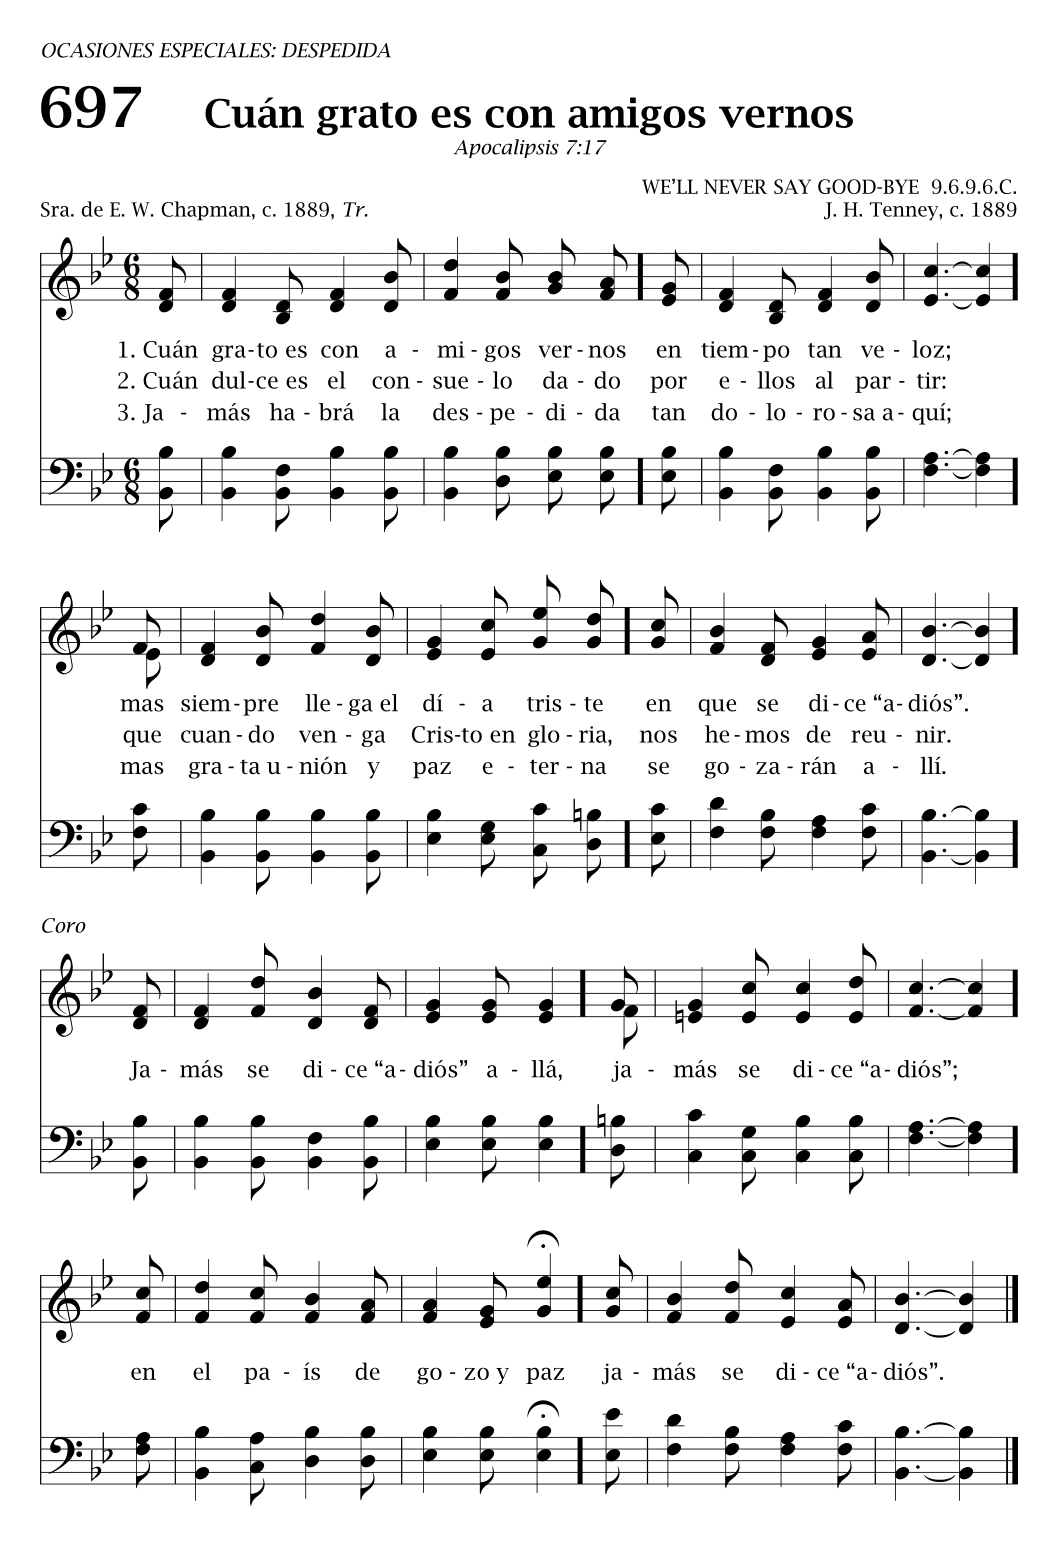 OCASIONES ESPECIALES: DESPEDIDA
697 Cuán grato es con amigos vernos
Apocalipsis 7:17
WE'LL NEVER SAY GOOD-BYE 9.6.9.6.C.
Sra. de E. W. Chapman, c. 1889, Tr. J. H. Tenney, c. 1889
1. Cuán gra-to es con a - mi - gos ver - nos en tiem - po tan ve - loz;
2. Cuán dul-ce es el con - sue - lo da - do por e - llos al par - tir:
3. Ja - más ha - brá la des - pe - di - da tan do - lo - ro - sa a - quí;
mas siem-pre lle - ga el dí - a tris - te en que se di - ce “a- diós”.
que cuan - do ven - ga Cris-to en glo - ria, nos he - mos de reu - nir.
mas gra - ta u - nión y paz e - ter - na se go - za - rán a - llí.
Coro
Ja - más se di - ce “a- diós” a - llá, ja - más se di - ce “a- diós”;
en el pa - ís de go - zo y paz ja - más se di - ce “a- diós”.